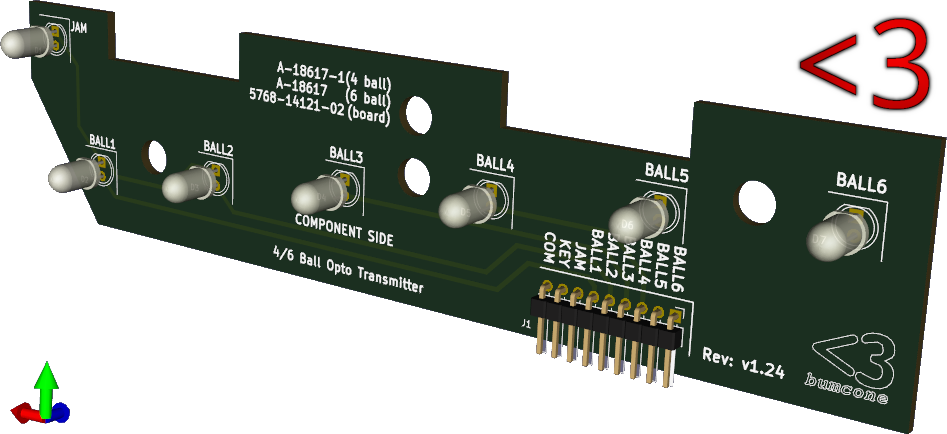 <3
JAM
A-18617-1(4 ball)
A-18617 (6 ball)
5768-14121-02(board)
BALL1
BALL2
BALL3
BALL4
BALL5
BALL6
COMPONENT SIDE
4/6 Ball Opto Transmitter
COM
KEY
JAM
BALL1
BALL2
BALL3
BALL4
BALL5
BALL6
J1
Rev: v1.24
<3
bumcone